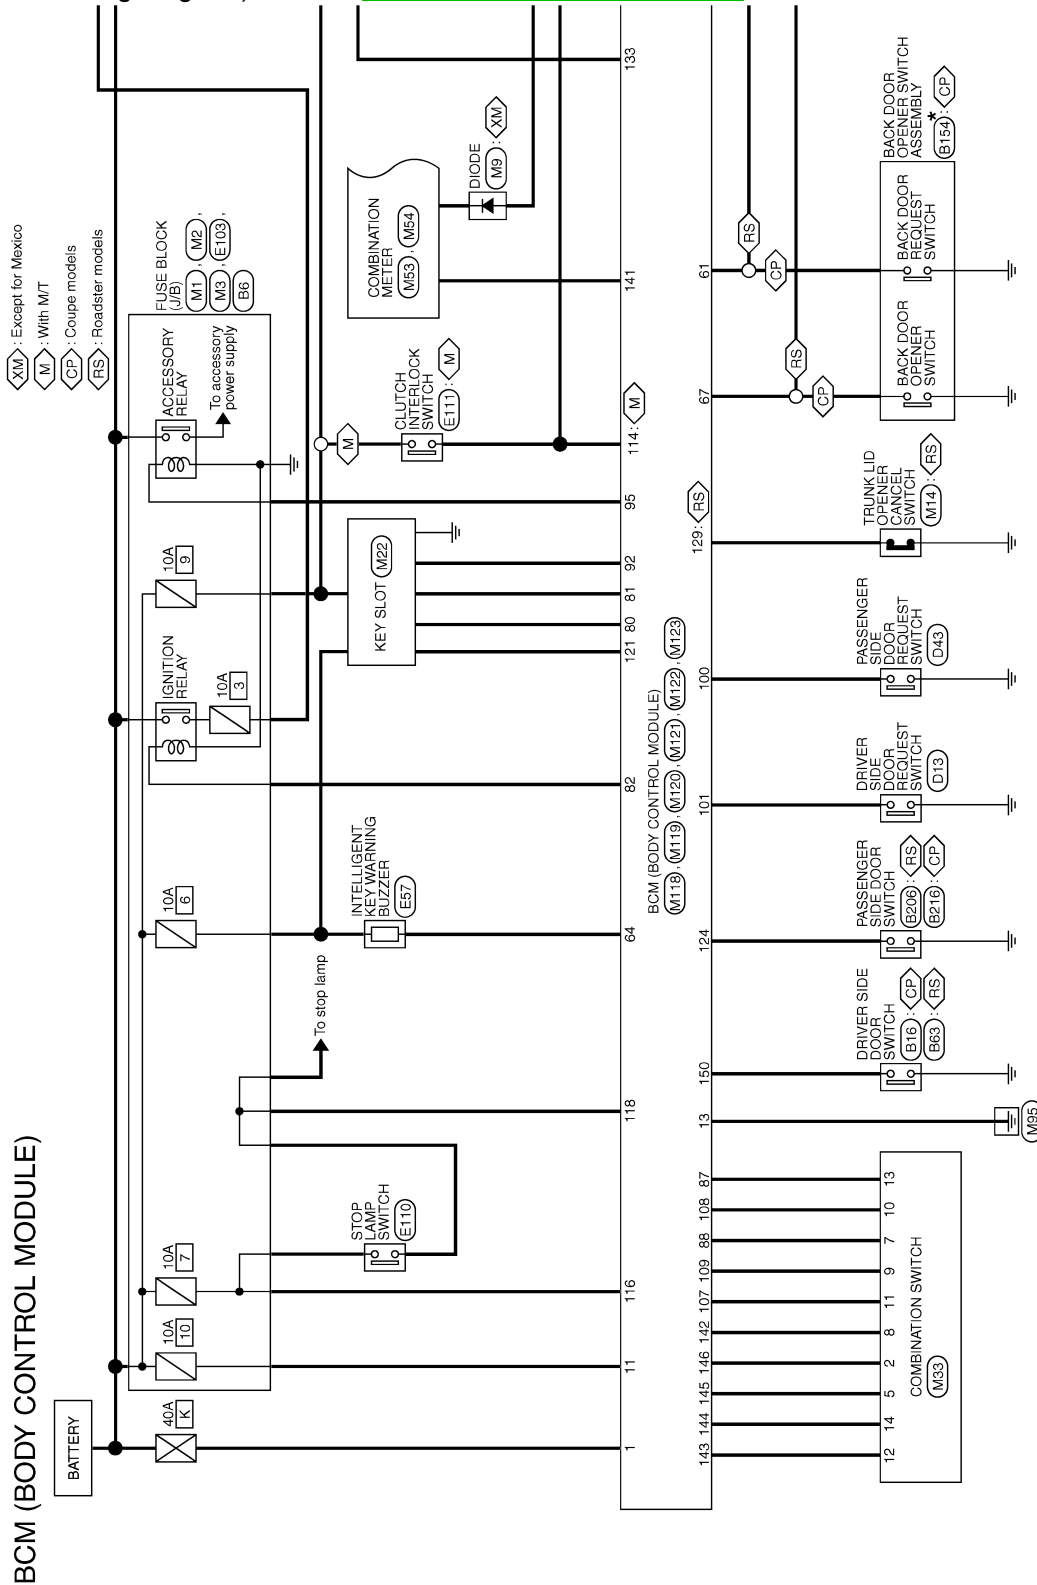 BCM (BODY CONTROL MODULE)
XM : Except for Mexico
M : With M/T
CP : Coupe models
RS : Roadster models
BATTERY
40A
K
10A
10
10A
7
10A
6
IGNITION
RELAY
10A
3
10A
9
ACCESSORY
RELAY
To accessory
power supply
FUSE BLOCK
(J/B)
M1 , M2 ,
M3 , E103 ,
B6
STOP
LAMP
SWITCH
E110
To stop lamp
INTELLIGENT
KEY WARNING
BUZZER
E57
KEY SLOT M22
CLUTCH
INTERLOCK
SWITCH
E111 : M
M
COMBINATION
METER
M53 , M54
DIODE
M9 : XM
1
11
116
118
64
82
121
80
81
92
95
114: M
141
133
BCM (BODY CONTROL MODULE)
M118 , M119 , M120 , M121 , M122 , M123
143
144
145
146
142
107
109
88
108
87
13
150
124
101
100
129: RS
67
61
12
14
5
2
8
11
9
7
10
13
COMBINATION SWITCH
M33
M95
DRIVER SIDE
DOOR
SWITCH
B16 : CP
B63 : RS
PASSENGER
SIDE DOOR
SWITCH
B206 : RS
B216 : CP
DRIVER
SIDE
DOOR
REQUEST
SWITCH
D13
PASSENGER
SIDE
DOOR
REQUEST
SWITCH
D43
TRUNK LID
OPENER
CANCEL
SWITCH
M14 : RS
RS
CP
RS
CP
BACK DOOR
OPENER
SWITCH
BACK DOOR
REQUEST
SWITCH
BACK DOOR
OPENER SWITCH
ASSEMBLY
B154 * : CP